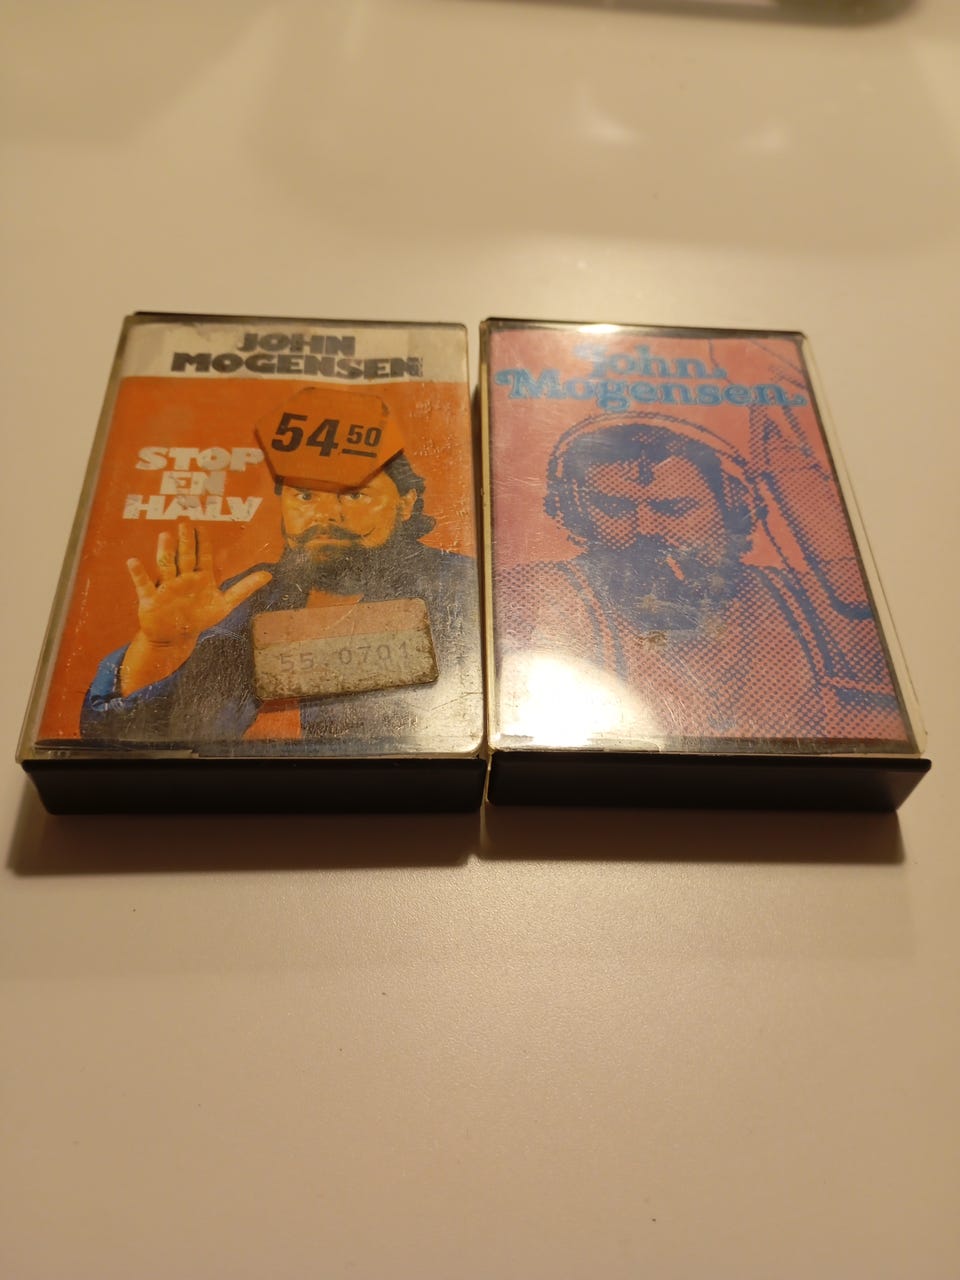 JOHN
MOGENSEN
54 50
STOP
EN
HALV
55.0701
John
Mogensen